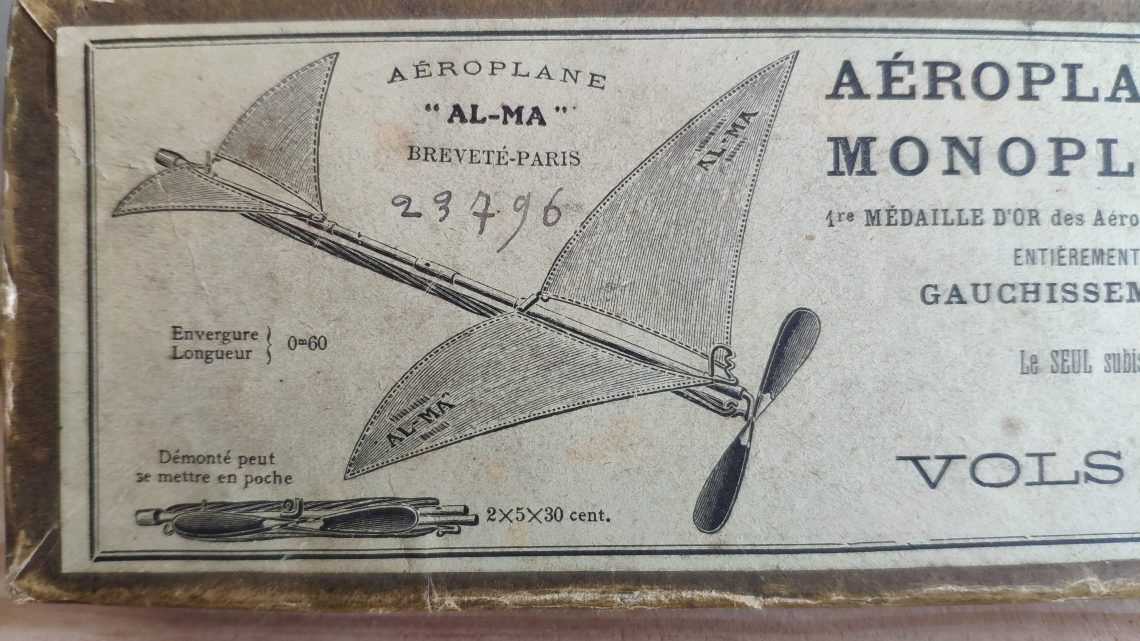 AÉROPLANE
"AL-MA"
BREVETÉ-PARIS
23796
AL-MA
AL-MA"
Envergure
Longueur } 0m60
Démonté peut
se mettre en poche
2×5×30 cent.
AÉROPLA
MONOPL
1re MÉDAILLE D'OR des Aéro
ENTIÈREMENT
GAUCHISSEM
Le SEUL subis
VOLS